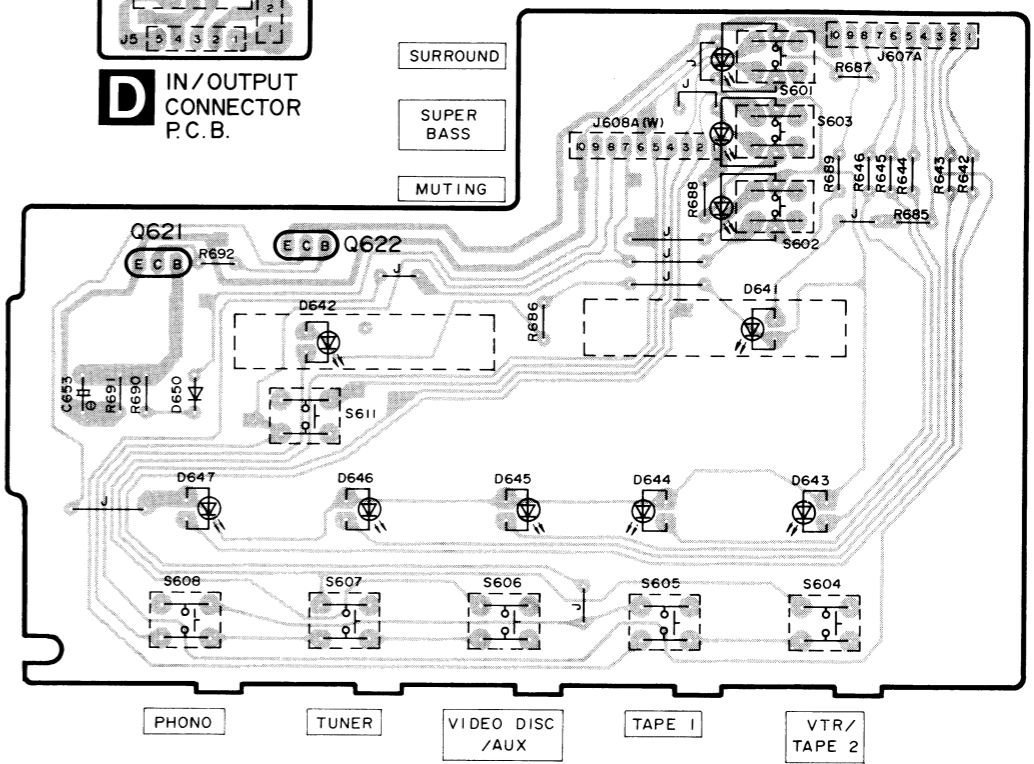 2
1
J5 5 4 3 2 1
D IN/OUTPUT
CONNECTOR
P.C.B.
SURROUND
SUPER
BASS
MUTING
J
S601
10 9 8 7 6 5 4 3 2 1
J607A
R687
J
J608A(W)
10 9 8 7 6 5 4 3 2
S603
R688
S602
R689
R646
R645
R644
R643
R642
J
R685
Q621
E C B
R692
E C B
Q622
J
J
J
J
D642
R686
D641
C653
R691
R690
D650
S611
D647
D646
D645
D644
D643
J
S608
S607
S606
J
S605
S604
PHONO
TUNER
VIDEO DISC
/AUX
TAPE 1
VTR/
TAPE 2